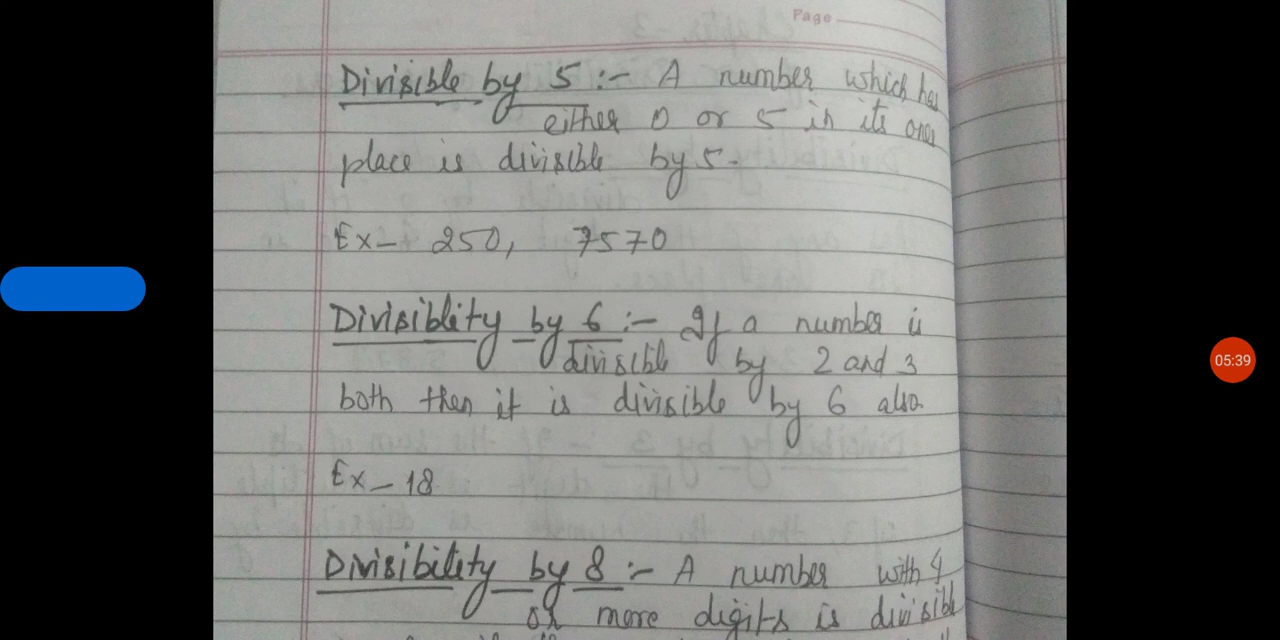 Page
Divisible by 5 :- A number which has
either 0 or 5 in its ones
place is divisible by 5.
Ex- 250, 7570
Divisiblity by 6 :- If a number is
divisible by 2 and 3
both then it is divisible by 6 also.
Ex- 18
Divisibility by 8 :- A number with 4
or more digits is divisible
05:39